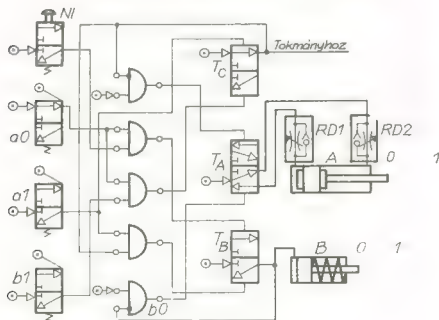 NI
Tokmányhoz
T_C
a0
RD1
RD2
T_A
A 0 1
a1
T_B
B 0 1
b1
b0